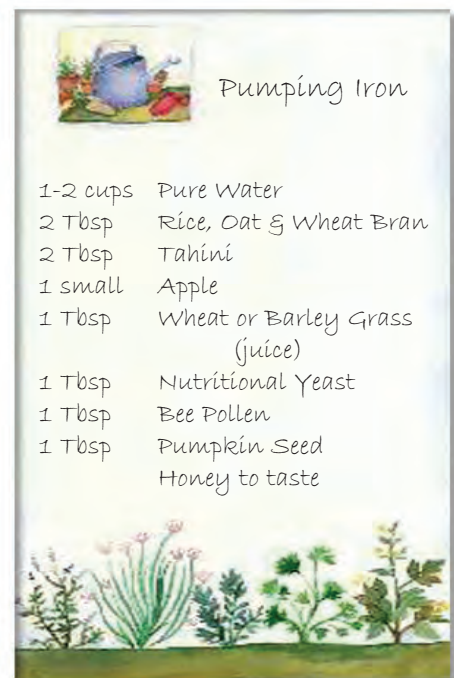 Pumping Iron
1-2 cups Pure Water
2 Tbsp Rice, Oat & Wheat Bran
2 Tbsp Tahini
1 small Apple
1 Tbsp Wheat or Barley Grass
(juice)
1 Tbsp Nutritional Yeast
1 Tbsp Bee Pollen
1 Tbsp Pumpkin Seed
Honey to taste